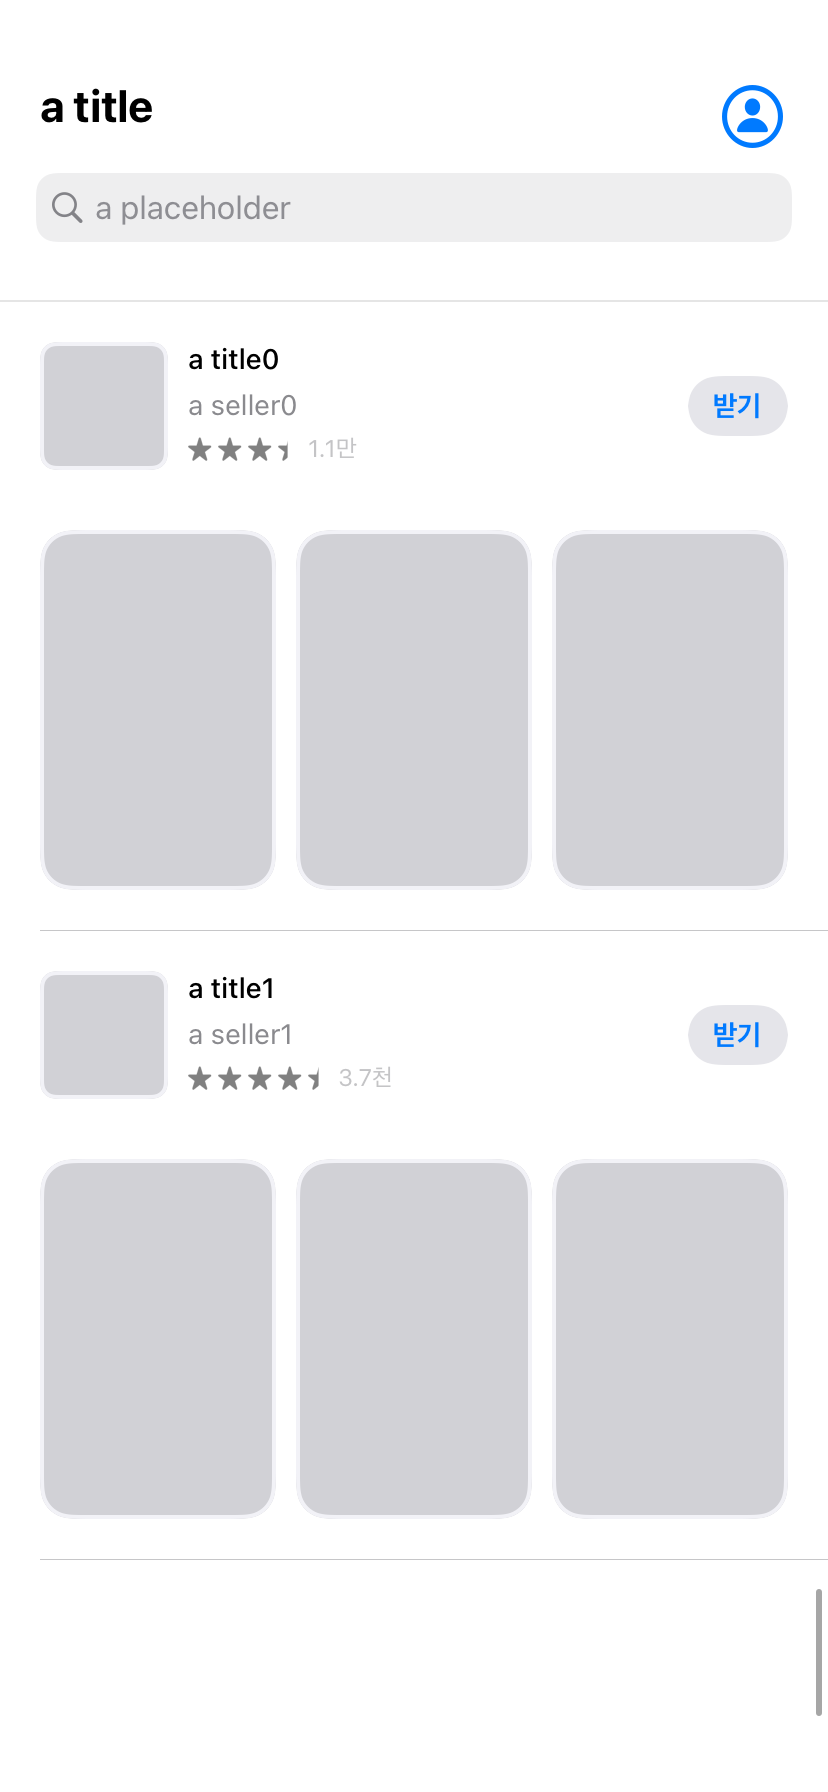 a title
a placeholder
a title0
a seller0
받기
1.1만
a title1
a seller1
받기
3.7천